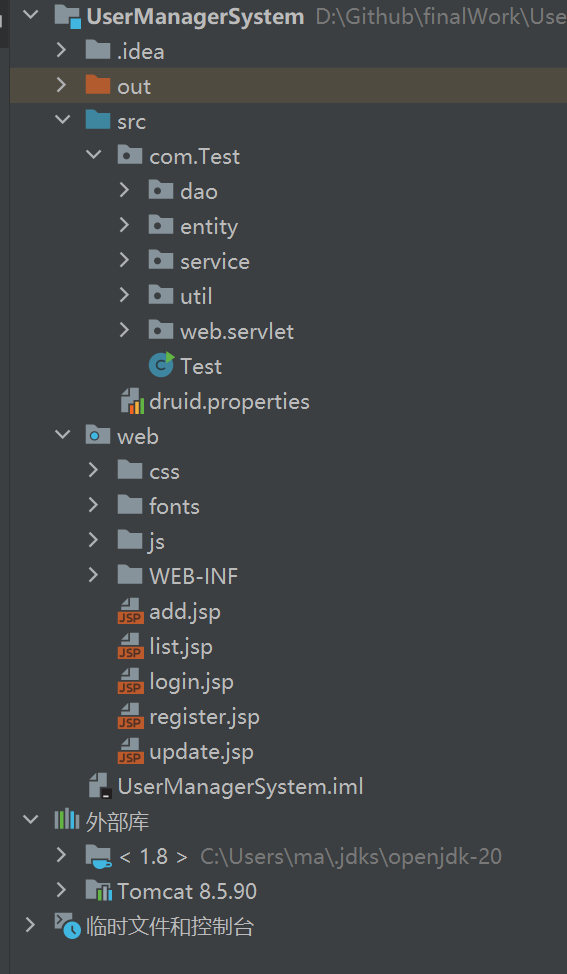 UserManagerSystem D:\Github\finalWork\Use
.idea
out
src
com.Test
dao
entity
service
util
web.servlet
Test
druid.properties
web
css
fonts
js
WEB-INF
add.jsp
list.jsp
login.jsp
register.jsp
update.jsp
UserManagerSystem.iml
外部库
< 1.8 > C:\Users\ma\.jdks\openjdk-20
Tomcat 8.5.90
临时文件和控制台